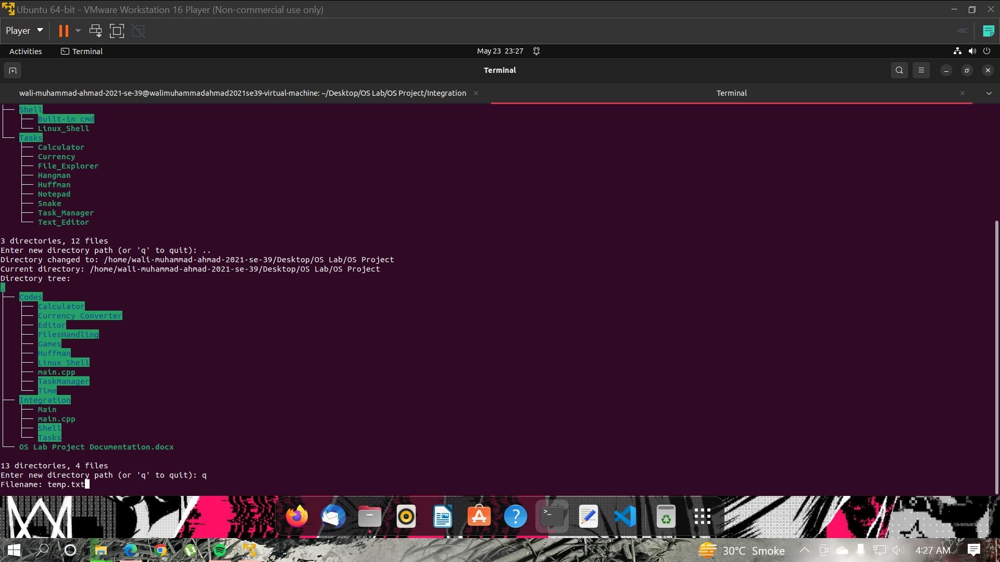 Ubuntu 64-bit - VMware Workstation 16 Player (Non-commercial use only)
Player
Activities
Terminal
May 23 23:27
Terminal
wali-muhammad-ahmad-2021-se-39@walimuhammadahmad2021se39-virtual-machine: ~/Desktop/OS Lab/OS Project/Integration
Terminal
Shell
Built-in cmd
Linux_Shell
Tasks
Calculator
Currency
File_Explorer
Hangman
Huffman
Notepad
Snake
Task_Manager
Text_Editor
3 directories, 12 files
Enter new directory path (or 'q' to quit): ..
Directory changed to: /home/wali-muhammad-ahmad-2021-se-39/Desktop/OS Lab/OS Project
Current directory: /home/wali-muhammad-ahmad-2021-se-39/Desktop/OS Lab/OS Project
Directory tree:
.
Codes
Calculator
Currency Converter
Editor
FilesHandling
Games
Huffman
Linux Shell
main.cpp
TaskManager
Time
Integration
Main
main.cpp
Shell
Tasks
OS Lab Project Documentation.docx
13 directories, 4 files
Enter new directory path (or 'q' to quit): q
Filename: temp.txt
30°C Smoke
4:27 AM